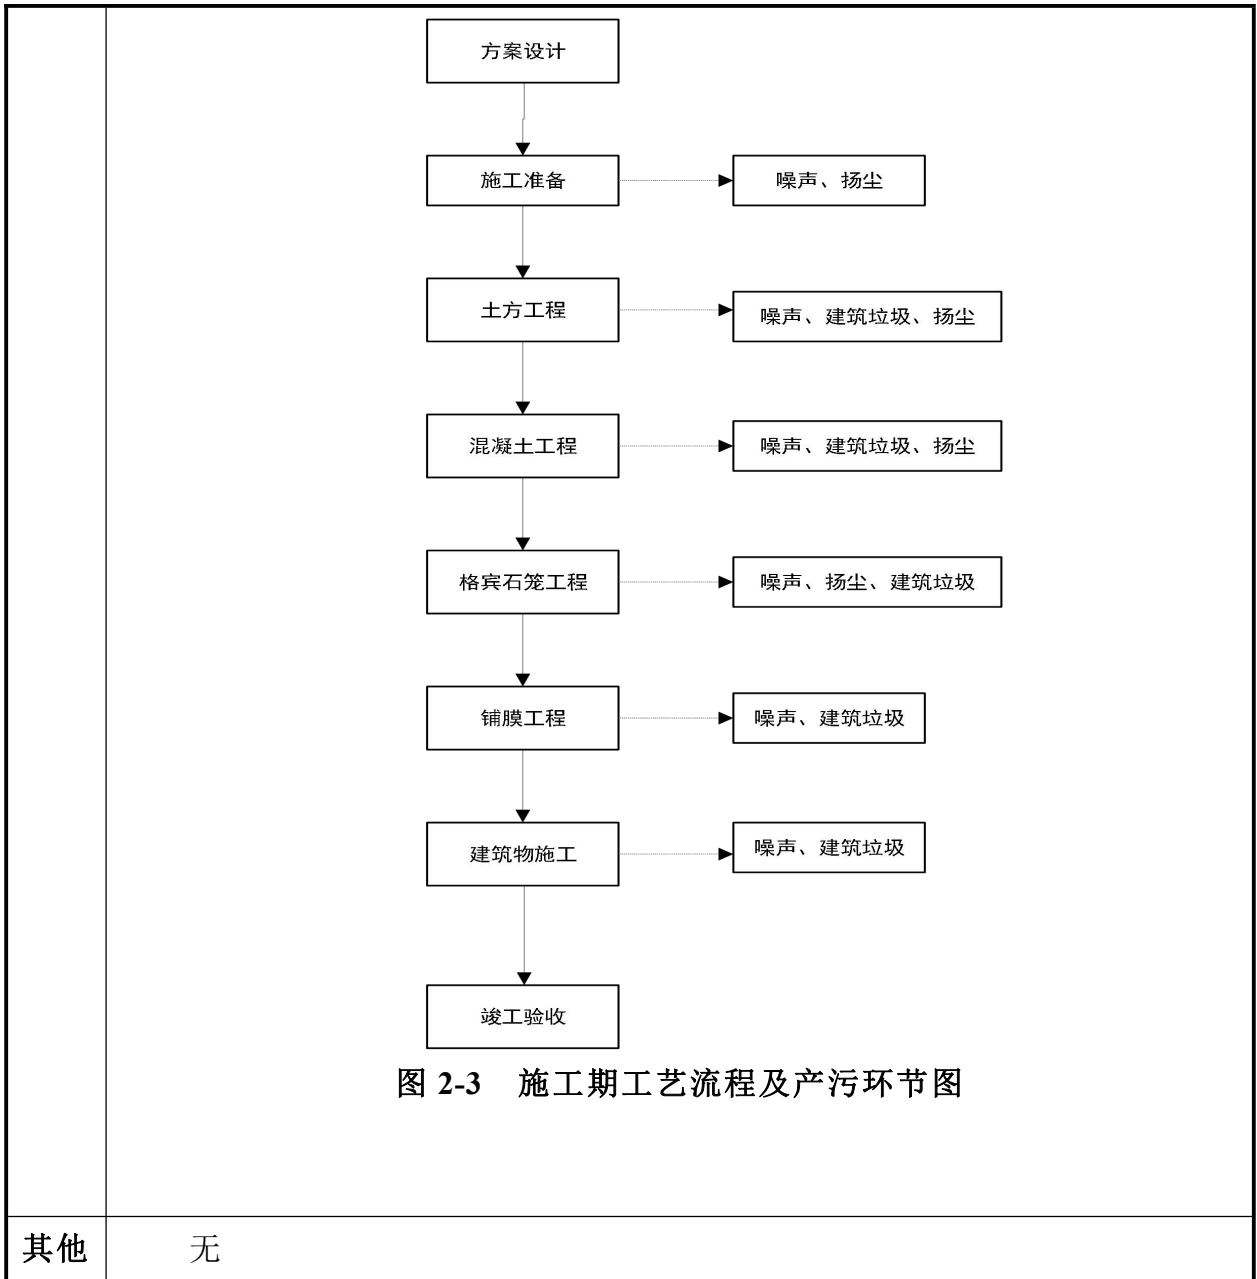 方案设计
施工准备
噪声、扬尘
土方工程
噪声、建筑垃圾、扬尘
混凝土工程
噪声、建筑垃圾、扬尘
格宾石笼工程
噪声、扬尘、建筑垃圾
铺膜工程
噪声、建筑垃圾
建筑物施工
噪声、建筑垃圾
竣工验收
图 2-3 施工期工艺流程及产污环节图
其他 无